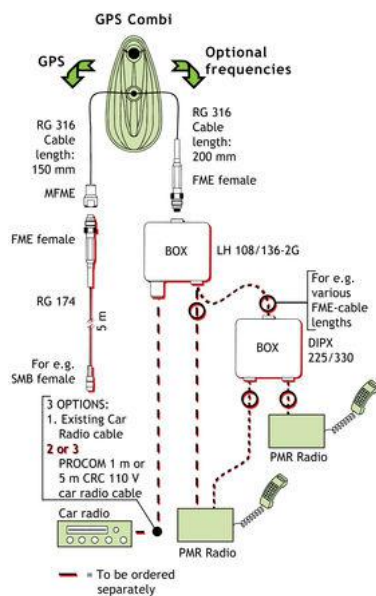 GPS Combi
GPS
Optional
frequencies
RG 316
Cable
length:
150 mm
RG 316
Cable
length:
200 mm
MFME
FME female
FME female
BOX
LH 108/136-2G
RG 174
5 m
For e.g.
various
FME-cable
lengths
BOX
DIPX
225/330
For e.g.
SMB female
3 OPTIONS:
1. Existing Car
Radio cable
2 or 3
PROCOM 1 m or
5 m CRC 110 V
car radio cable
PMR Radio
Car radio
PMR Radio
= To be ordered
separately